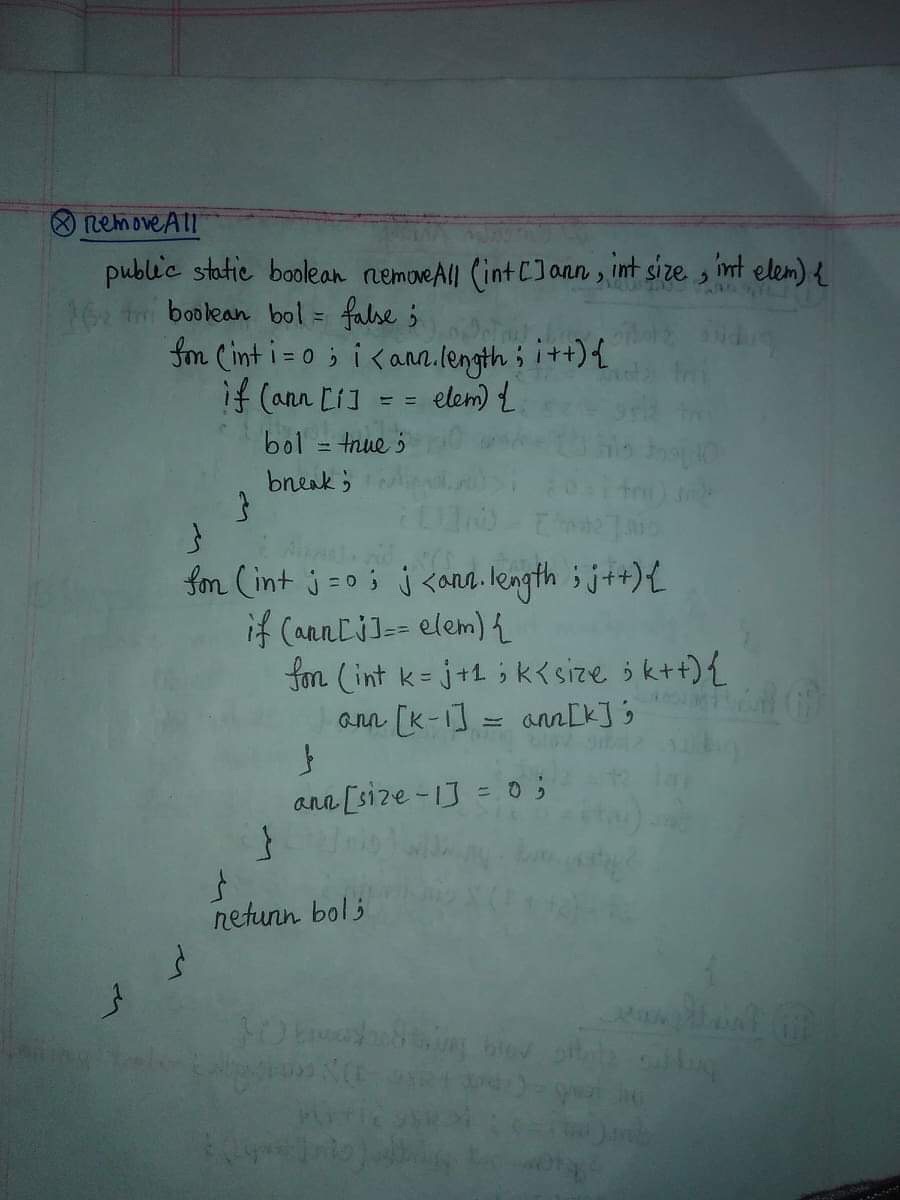 ⊗ removeAll
public static boolean removeAll (int [] arr, int size, int elem) {
boolean bol = false;
for (int i = 0; i < arr.length; i++) {
if (arr [i] == elem) {
bol = true;
break;
}
}
for (int j = 0; j < arr.length; j++) {
if (arr[j] == elem) {
for (int k = j+1; k < size; k++) {
arr [k-1] = arr[k];
}
arr [size-1] = 0;
}
}
return bol;
}
}